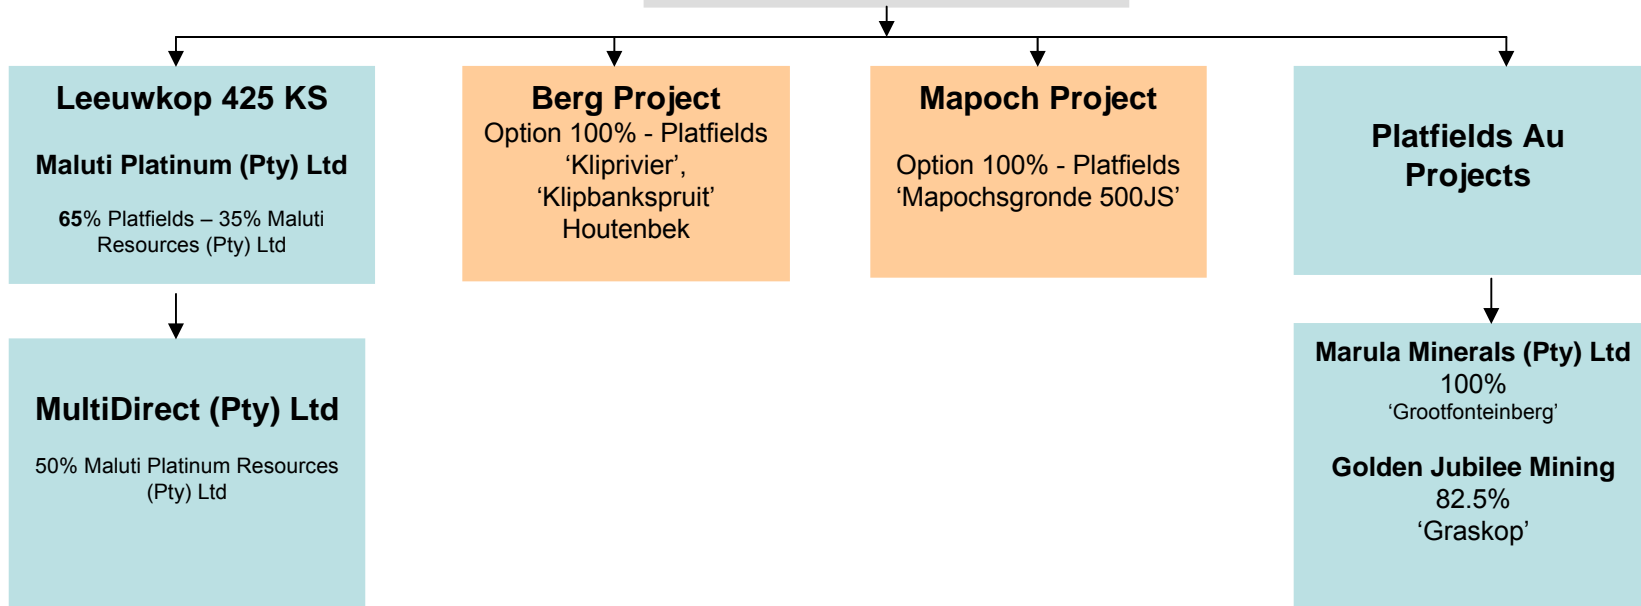 Leeuwkop 425 KS
Maluti Platinum (Pty) Ltd
65% Platfields – 35% Maluti
Resources (Pty) Ltd
Berg Project
Option 100% - Platfields
‘Kliprivier’,
‘Klipbankspruit’
Houtenbek
Mapoch Project
Option 100% - Platfields
‘Mapochsgronde 500JS’
Platfields Au
Projects
MultiDirect (Pty) Ltd
50% Maluti Platinum Resources
(Pty) Ltd
Marula Minerals (Pty) Ltd
100%
‘Grootfonteinberg’
Golden Jubilee Mining
82.5%
‘Graskop’